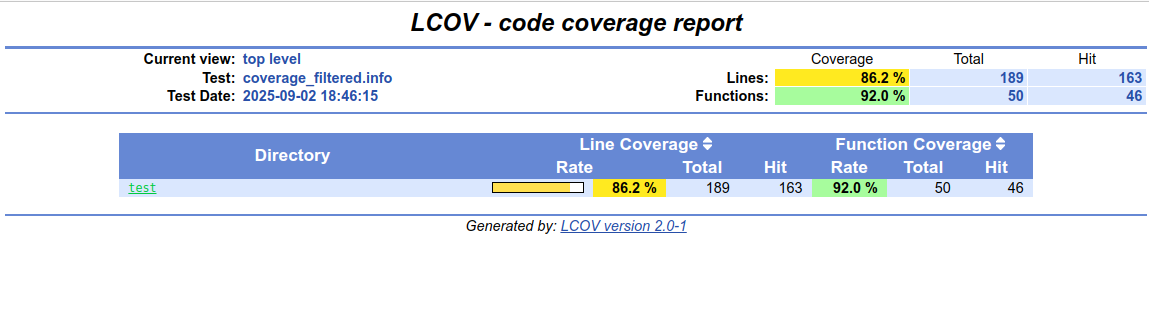 LCOV - code coverage report
Current view: top level Coverage Total Hit
Test: coverage_filtered.info Lines: 86.2 % 189 163
Test Date: 2025-09-02 18:46:15 Functions: 92.0 % 50 46
Directory Line Coverage Function Coverage
Rate Total Hit Rate Total Hit
test 86.2 % 189 163 92.0 % 50 46
Generated by: LCOV version 2.0-1